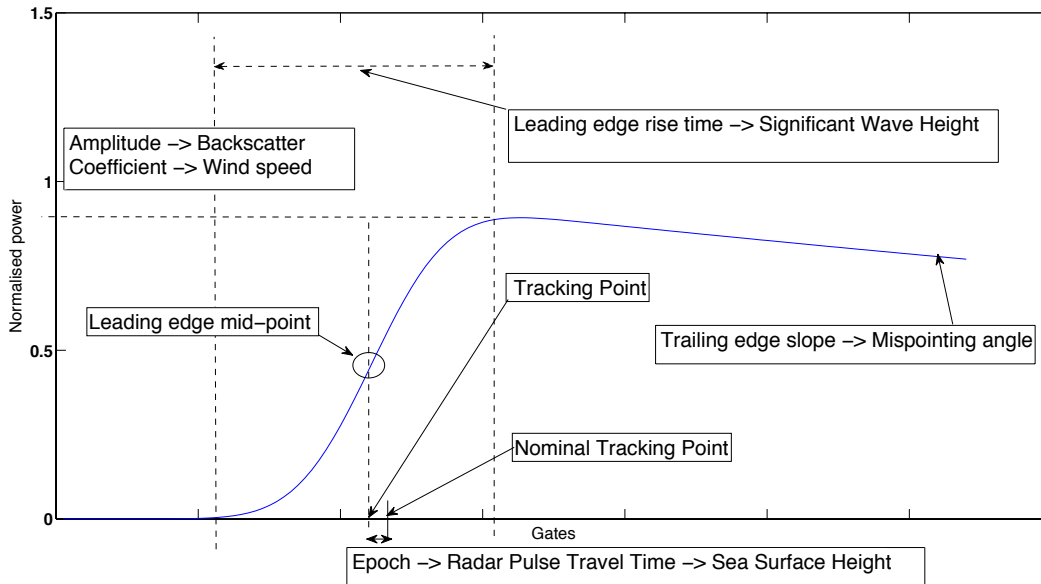 1.5
Leading edge rise time −> Significant Wave Height
Amplitude −> Backscatter
Coefficient −> Wind speed
1
Normalised power
Tracking Point
Leading edge mid−point
Trailing edge slope −> Mispointing angle
0.5
Nominal Tracking Point
0
Gates
Epoch −> Radar Pulse Travel Time −> Sea Surface Height